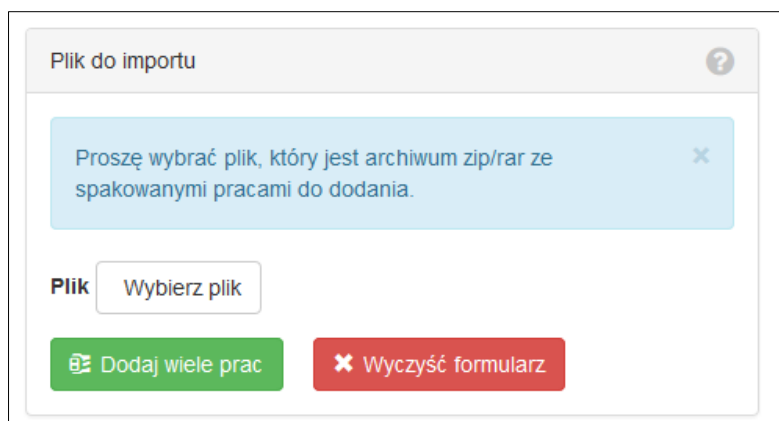 Plik do importu
Proszę wybrać plik, który jest archiwum zip/rar ze
spakowanymi pracami do dodania.
Plik Wybierz plik
Dodaj wiele prac Wyczyść formularz